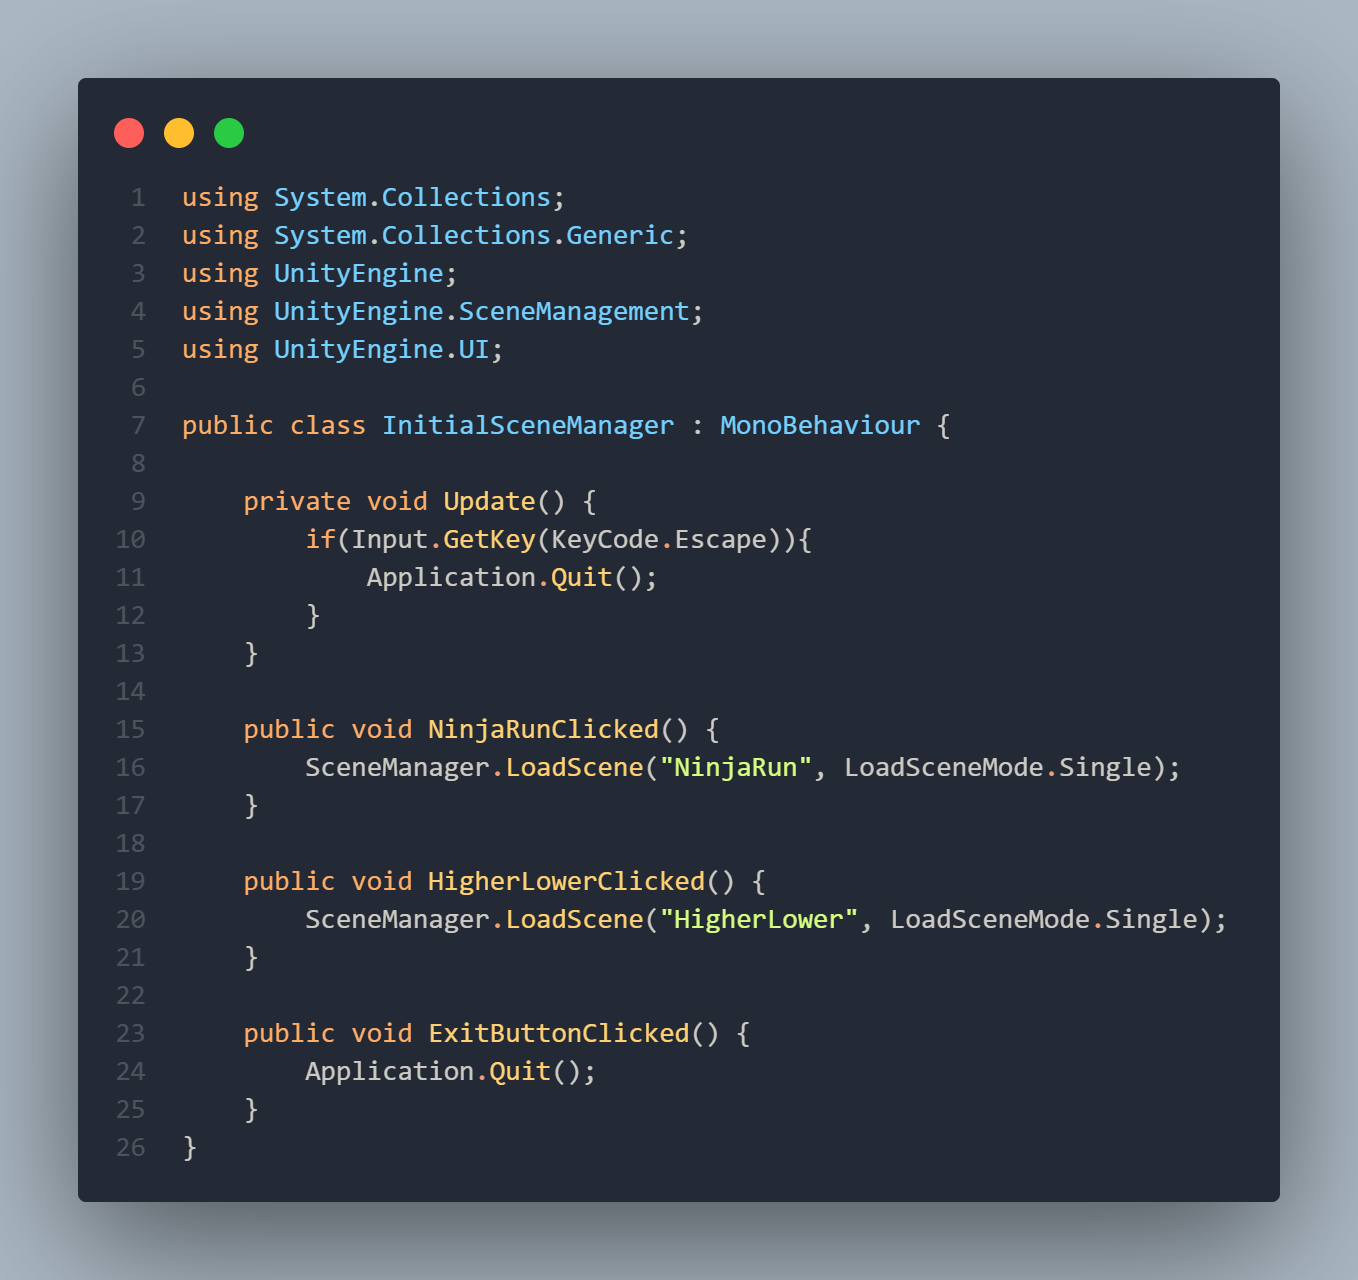 1 using System.Collections;
2 using System.Collections.Generic;
3 using UnityEngine;
4 using UnityEngine.SceneManagement;
5 using UnityEngine.UI;
6
7 public class InitialSceneManager : MonoBehaviour {
8
9     private void Update() {
10         if(Input.GetKey(KeyCode.Escape)){
11             Application.Quit();
12         }
13     }
14
15     public void NinjaRunClicked() {
16         SceneManager.LoadScene("NinjaRun", LoadSceneMode.Single);
17     }
18
19     public void HigherLowerClicked() {
20         SceneManager.LoadScene("HigherLower", LoadSceneMode.Single);
21     }
22
23     public void ExitButtonClicked() {
24         Application.Quit();
25     }
26 }